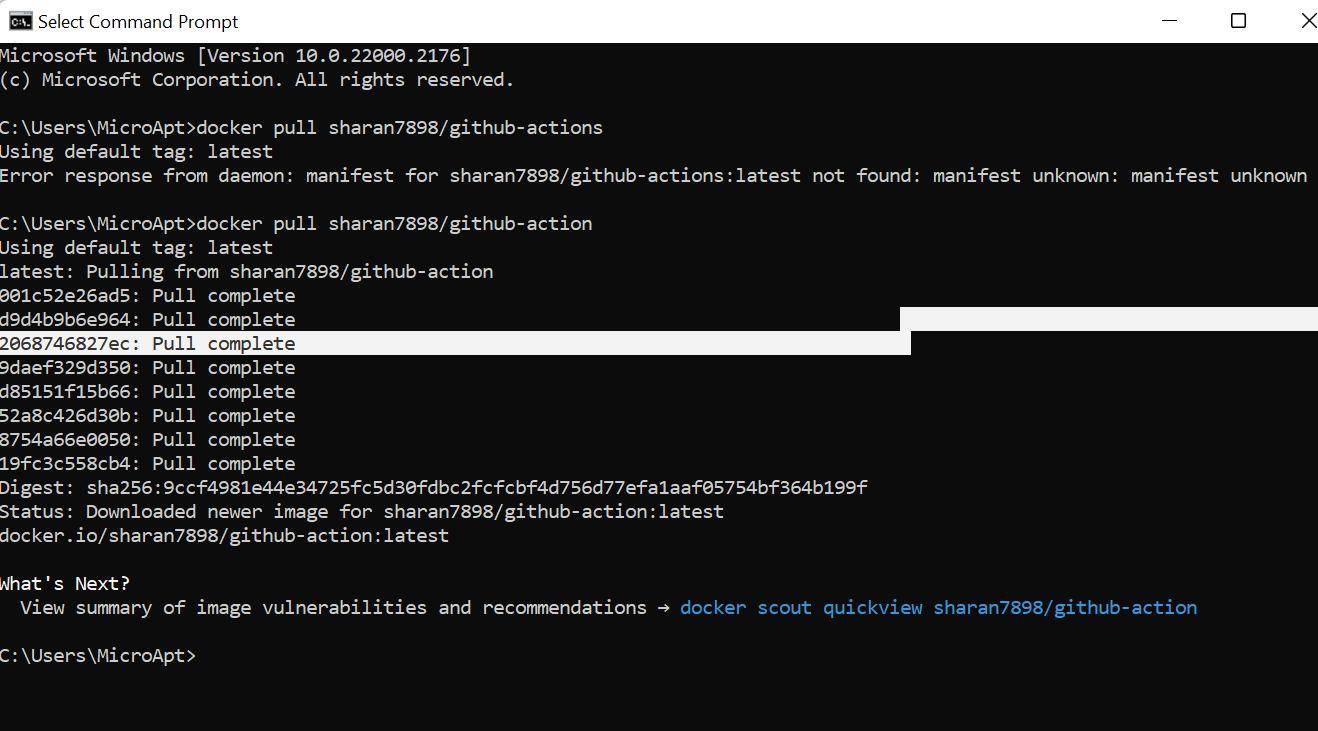 Select Command Prompt
Microsoft Windows [Version 10.0.22000.2176]
(c) Microsoft Corporation. All rights reserved.
C:\Users\MicroApt>docker pull sharan7898/github-actions
Using default tag: latest
Error response from daemon: manifest for sharan7898/github-actions:latest not found: manifest unknown: manifest unknown
C:\Users\MicroApt>docker pull sharan7898/github-action
Using default tag: latest
latest: Pulling from sharan7898/github-action
001c52e26ad5: Pull complete
d9d4b9b6e964: Pull complete
2068746827ec: Pull complete
9daef329d350: Pull complete
d85151f15b66: Pull complete
52a8c426d30b: Pull complete
8754a66e0050: Pull complete
19fc3c558cb4: Pull complete
Digest: sha256:9ccf4981e44e34725fc5d30fdbc2fcfcbf4d756d77efa1aaf05754bf364b199f
Status: Downloaded newer image for sharan7898/github-action:latest
docker.io/sharan7898/github-action:latest
What's Next?
View summary of image vulnerabilities and recommendations → docker scout quickview sharan7898/github-action
C:\Users\MicroApt>